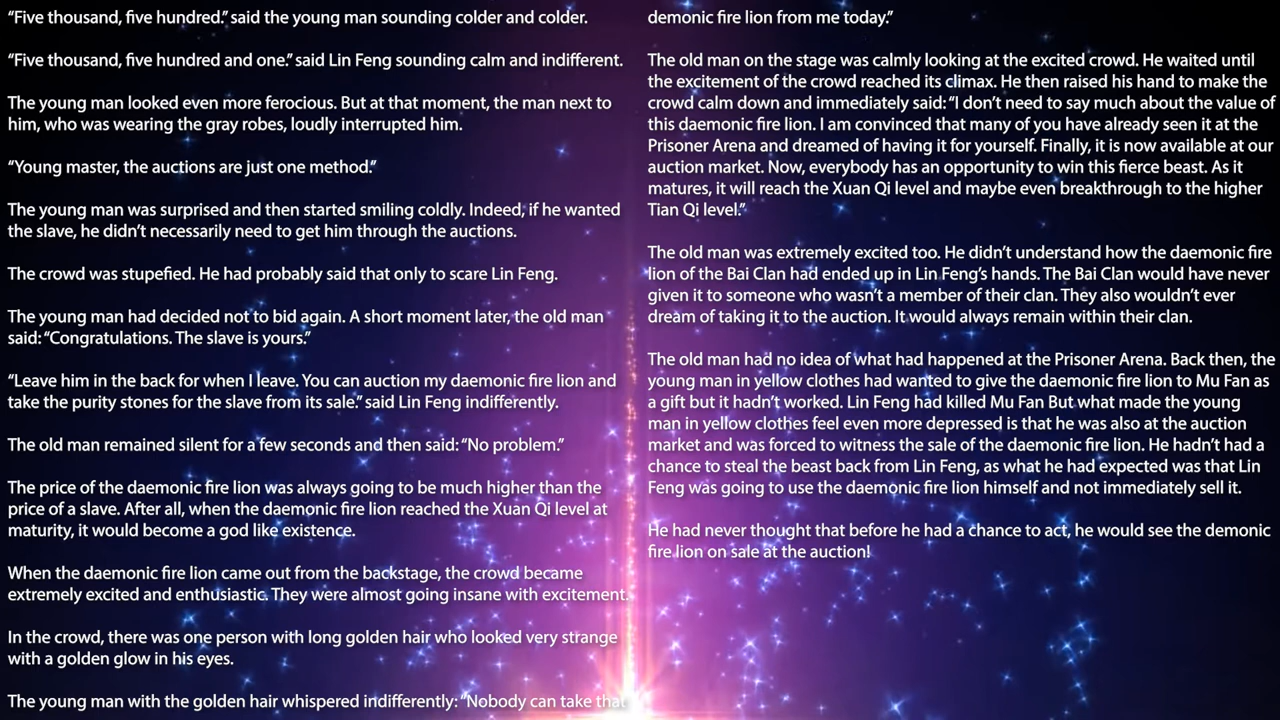 “Five thousand, five hundred.” said the young man sounding colder and colder.
“Five thousand, five hundred and one.” said Lin Feng sounding calm and indifferent.
The young man looked even more ferocious. But at that moment, the man next to
him, who was wearing the gray robes, loudly interrupted him.
“Young master, the auctions are just one method.“
The young man was surprised and then started smiling coldly. Indeed, if he wanted
the slave, he didn’t necessarily need to get him through the auctions.
The crowd was stupefied. He had probably said that only to scare Lin Feng.
The young man had decided not to bid again. A short moment later, the old man
said: “Congratulations. The slave is yours.”
“Leave him in the back for when I leave. You can auction my daemonic fire lion and
take the purity stones for the slave from its sale.” said Lin Feng indifferently.
The old man remained silent for a few seconds and then said: “No problem.”
The price of the daemonic fire lion was always going to be much higher than the
price of a slave. After all, when the daemonic fire lion reached the Xuan Qi level at
maturity, it would become a god like existence.
When the daemonic fire lion came out from the backstage, the crowd became
extremely excited and enthusiastic. They were almost going insane with excitement.
In the crowd, there was one person with long golden hair who looked very strange
with a golden glow in his eyes.
The young man with the golden hair whispered indifferently: “Nobody can take that
demonic fire lion from me today.”
The old man on the stage was calmly looking at the excited crowd. He waited until
the excitement of the crowd reached its climax. He then raised his hand to make the
crowd calm down and immediately said: “I don’t need to say much about the value of
this daemonic fire lion. I am convinced that many of you have already seen it at the
Prisoner Arena and dreamed of having it for yourself. Finally, it is now available at our
auction market. Now, everybody has an opportunity to win this fierce beast. As it
matures, it will reach the Xuan Qi level and maybe even breakthrough to the higher
Tian Qi level.”
The old man was extremely excited too. He didn’t understand how the daemonic fire
lion of the Bai Clan had ended up in Lin Feng’s hands. The Bai Clan would have never
given it to someone who wasn’t a member of their clan. They also wouldn’t ever
dream of taking it to the auction. It would always remain within their clan.
The old man had no idea of what had happened at the Prisoner Arena. Back then, the
young man in yellow clothes had wanted to give the daemonic fire lion to Mu Fan as
a gift but it hadn’t worked. Lin Feng had killed Mu Fan But what made the young
man in yellow clothes feel even more depressed is that he was also at the auction
market and was forced to witness the sale of the daemonic fire lion. He hadn’t had a
chance to steal the beast back from Lin Feng, as what he had expected was that Lin
Feng was going to use the daemonic fire lion himself and not immediately sell it.
He had never thought that before he had a chance to act, he would see the demonic
fire lion on sale at the auction!